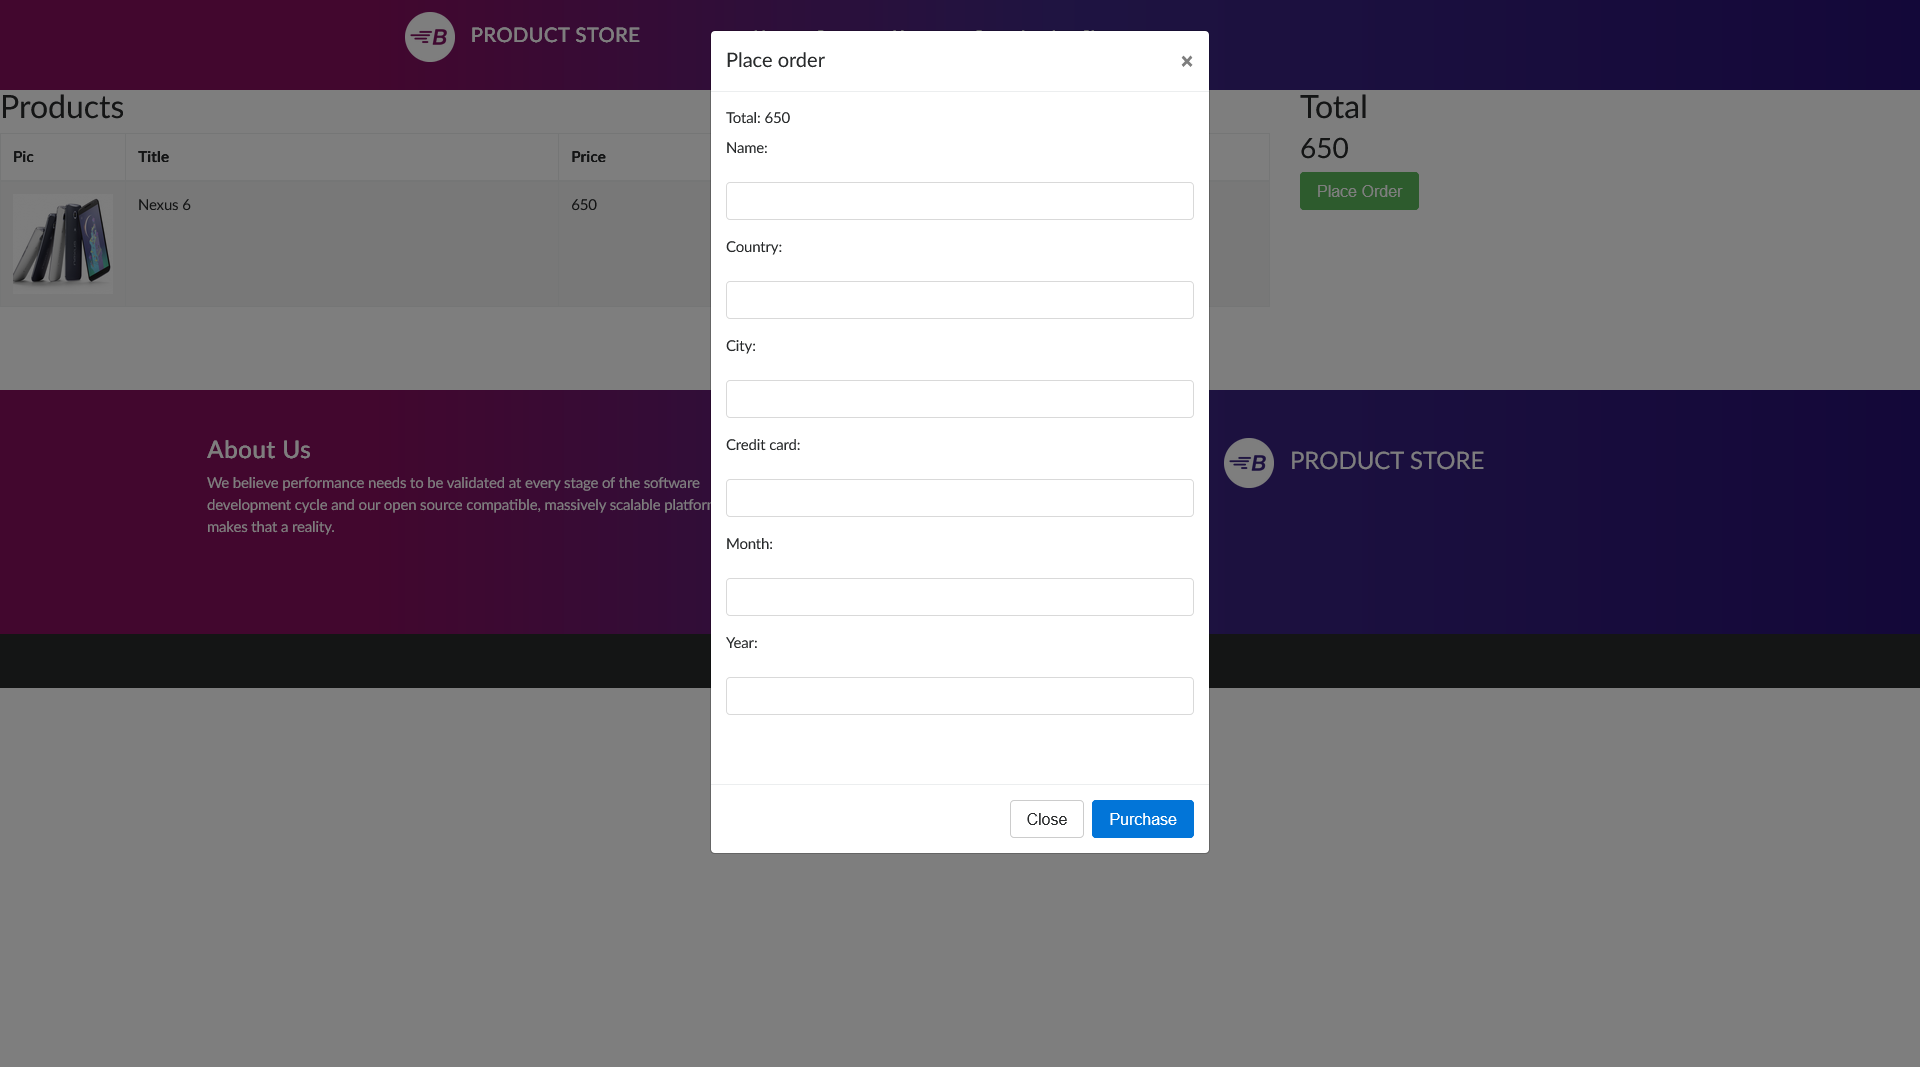 B PRODUCT STORE
Place order
×
Products
Total
Total: 650
Name:
650
Pic Title Price
Place Order
Nexus 6 650
Country:
City:
Credit card:
About Us
We believe performance needs to be validated at every stage of the software
development cycle and our open source compatible, massively scalable
makes that a reality.
B PRODUCT STORE
Month:
Year:
Close Purchase